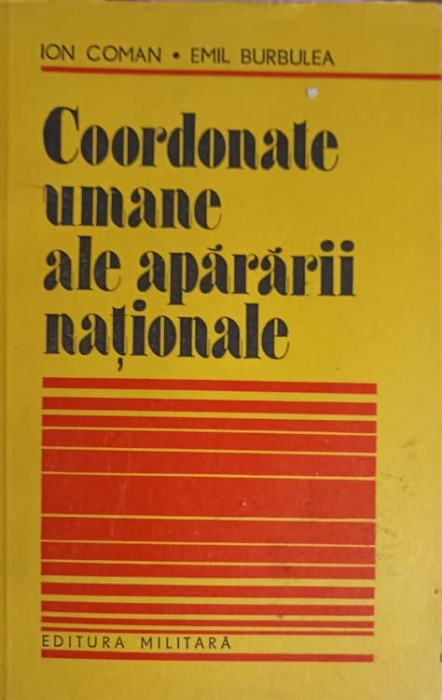 ION COMAN • EMIL BURBULEA
Coordonate
umane
ale apărării
naționale
EDITURA MILITARĂ